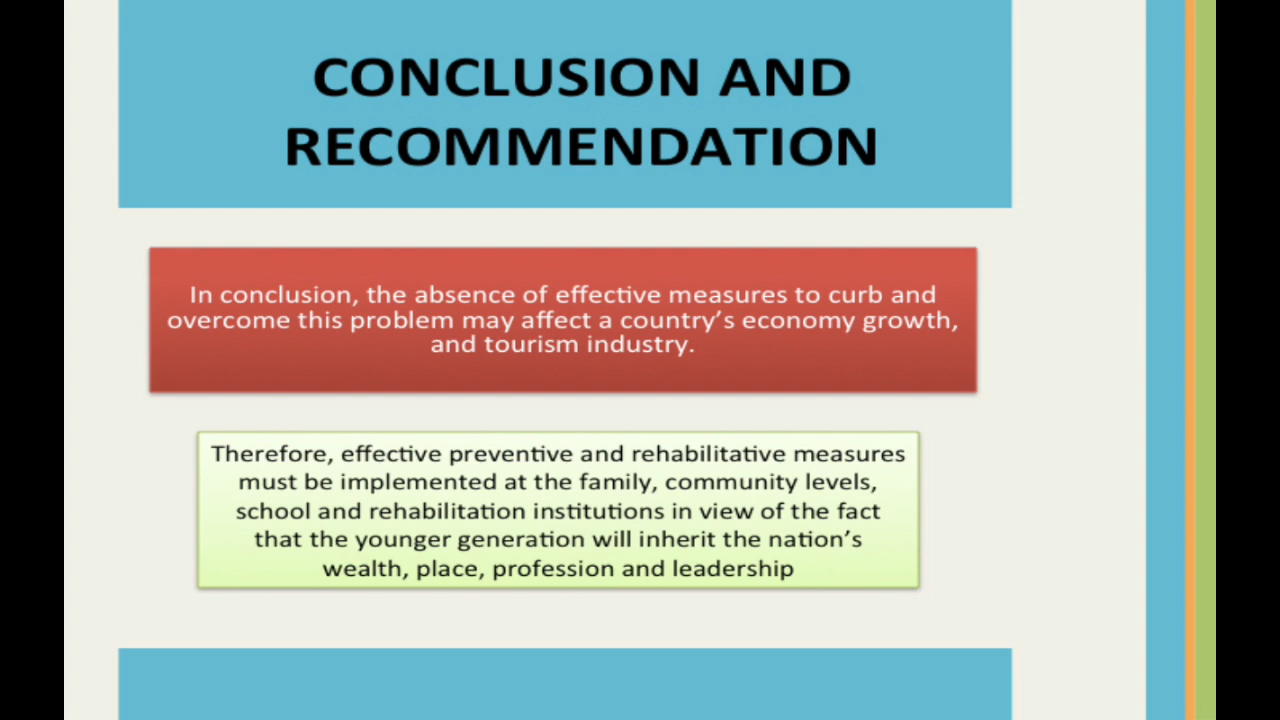 CONCLUSION AND
RECOMMENDATION
In conclusion, the absence of effective measures to curb and
overcome this problem may affect a country’s economy growth,
and tourism industry.
Therefore, effective preventive and rehabilitative measures
must be implemented at the family, community levels,
school and rehabilitation institutions in view of the fact
that the younger generation will inherit the nation’s
wealth, place, profession and leadership